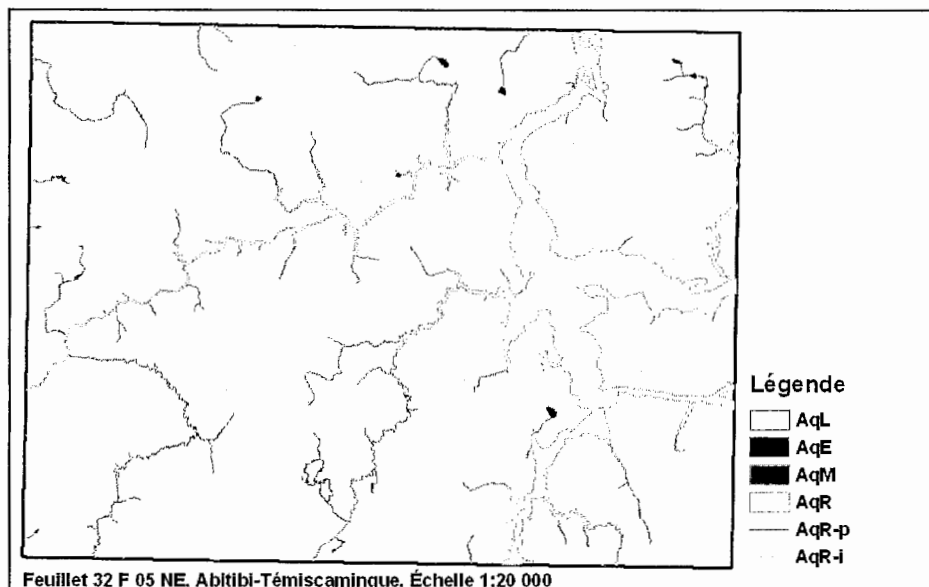 Légende
AqL
AqE
AqM
AqR
AqR-p
AqR-i
Feuillet 32 F 05 NE, Abitibi-Témiscamingue, Échelle 1:20 000